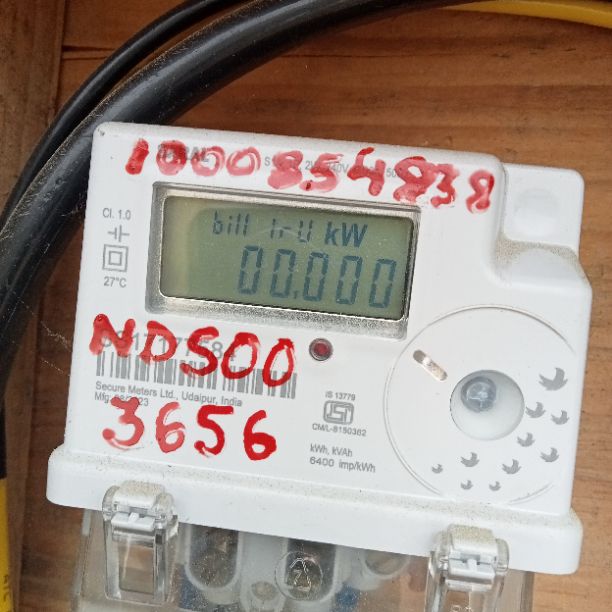 1000854838
Cl. 1.0
27°C
bill 1-U kW
00.000
NDS00
3656
Secure Meters Ltd., Udaipur, India
IS 13779
CM/L-8150362
kWh, kVAh
6400 imp/kWh